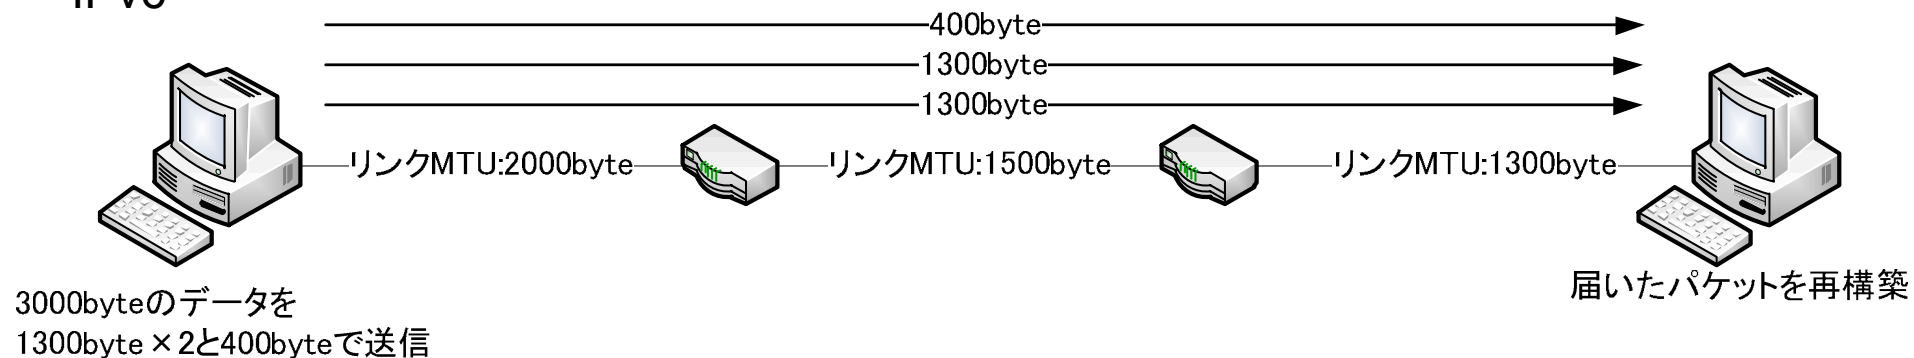 400byte
1300byte
1300byte
リンクMTU:2000byte
リンクMTU:1500byte
リンクMTU:1300byte
3000byteのデータを
1300byte×2と400byteで送信
届いたパケットを再構築